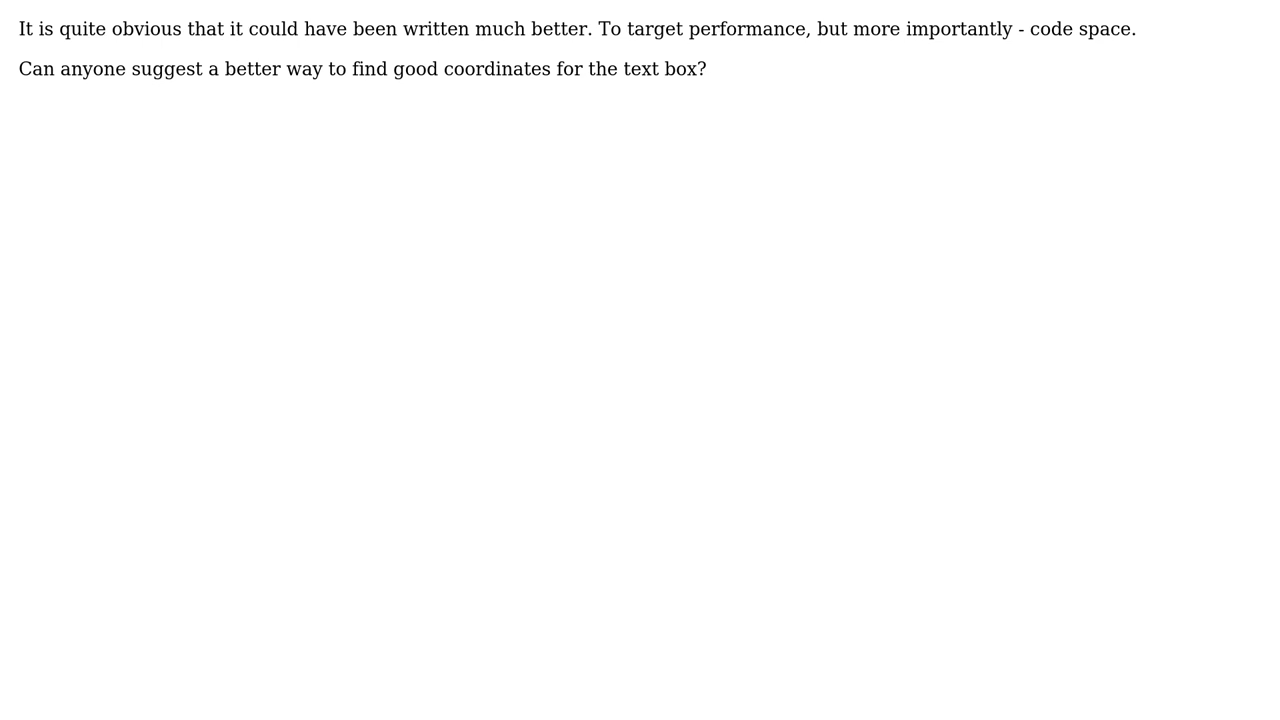 It is quite obvious that it could have been written much better. To target performance, but more importantly - code space.
Can anyone suggest a better way to find good coordinates for the text box?